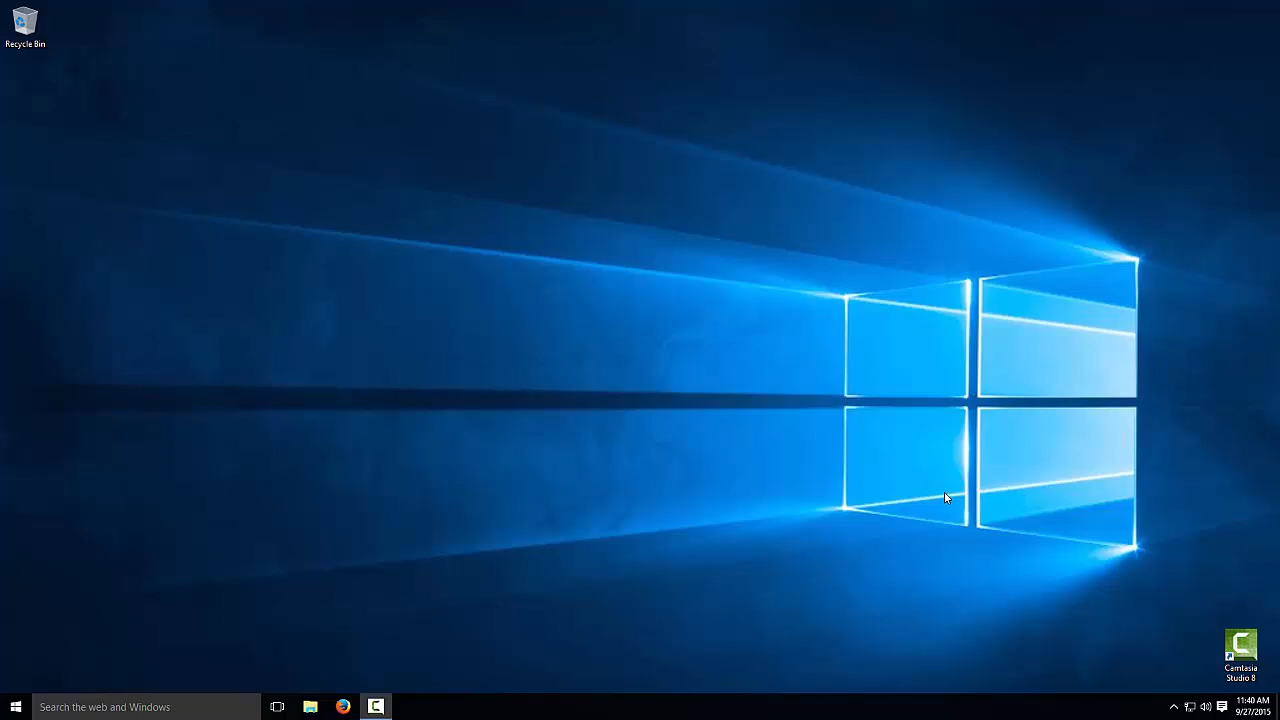 Recycle Bin
Camtasia
Studio 8
Search the web and Windows
11:40 AM
9/27/2015